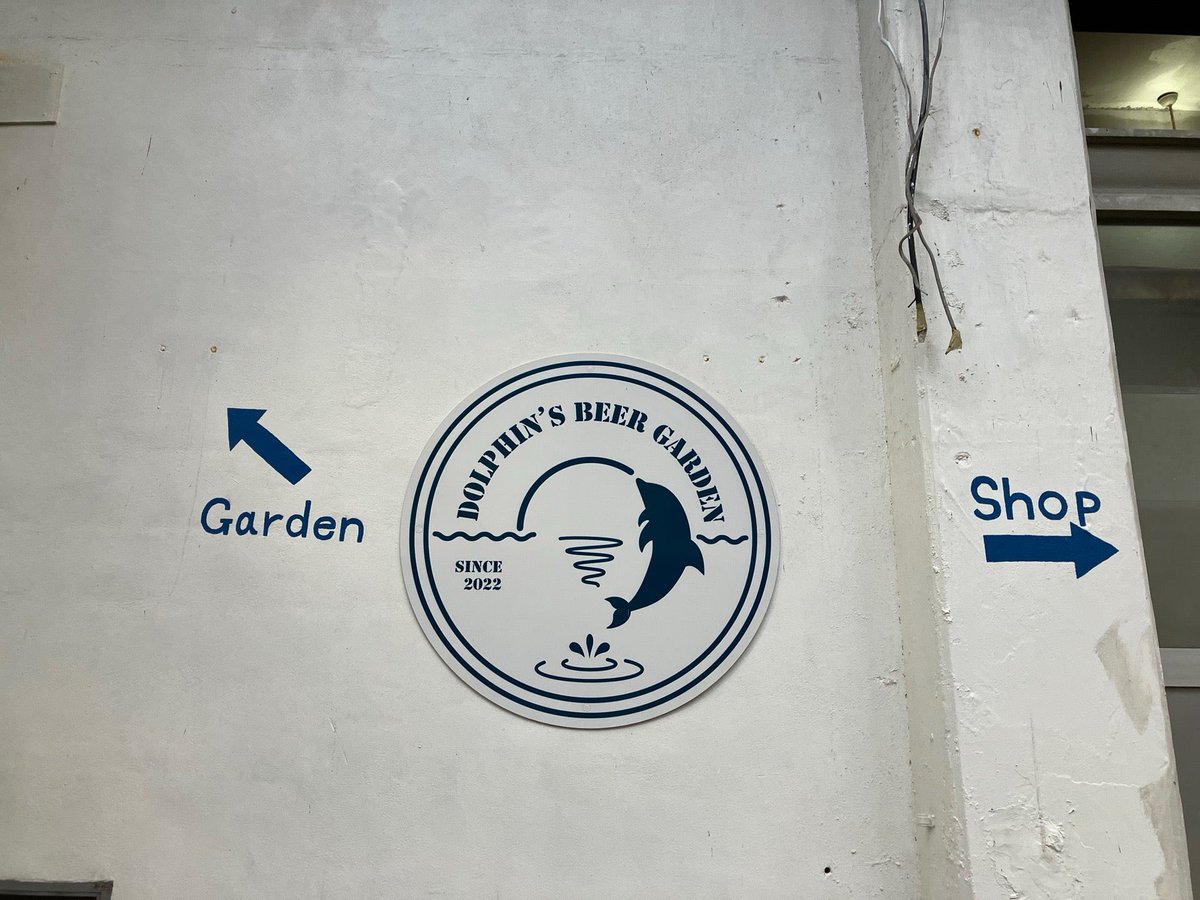 DOLPHIN'S BEER GARDEN
SINCE
2022
Garden
Shop